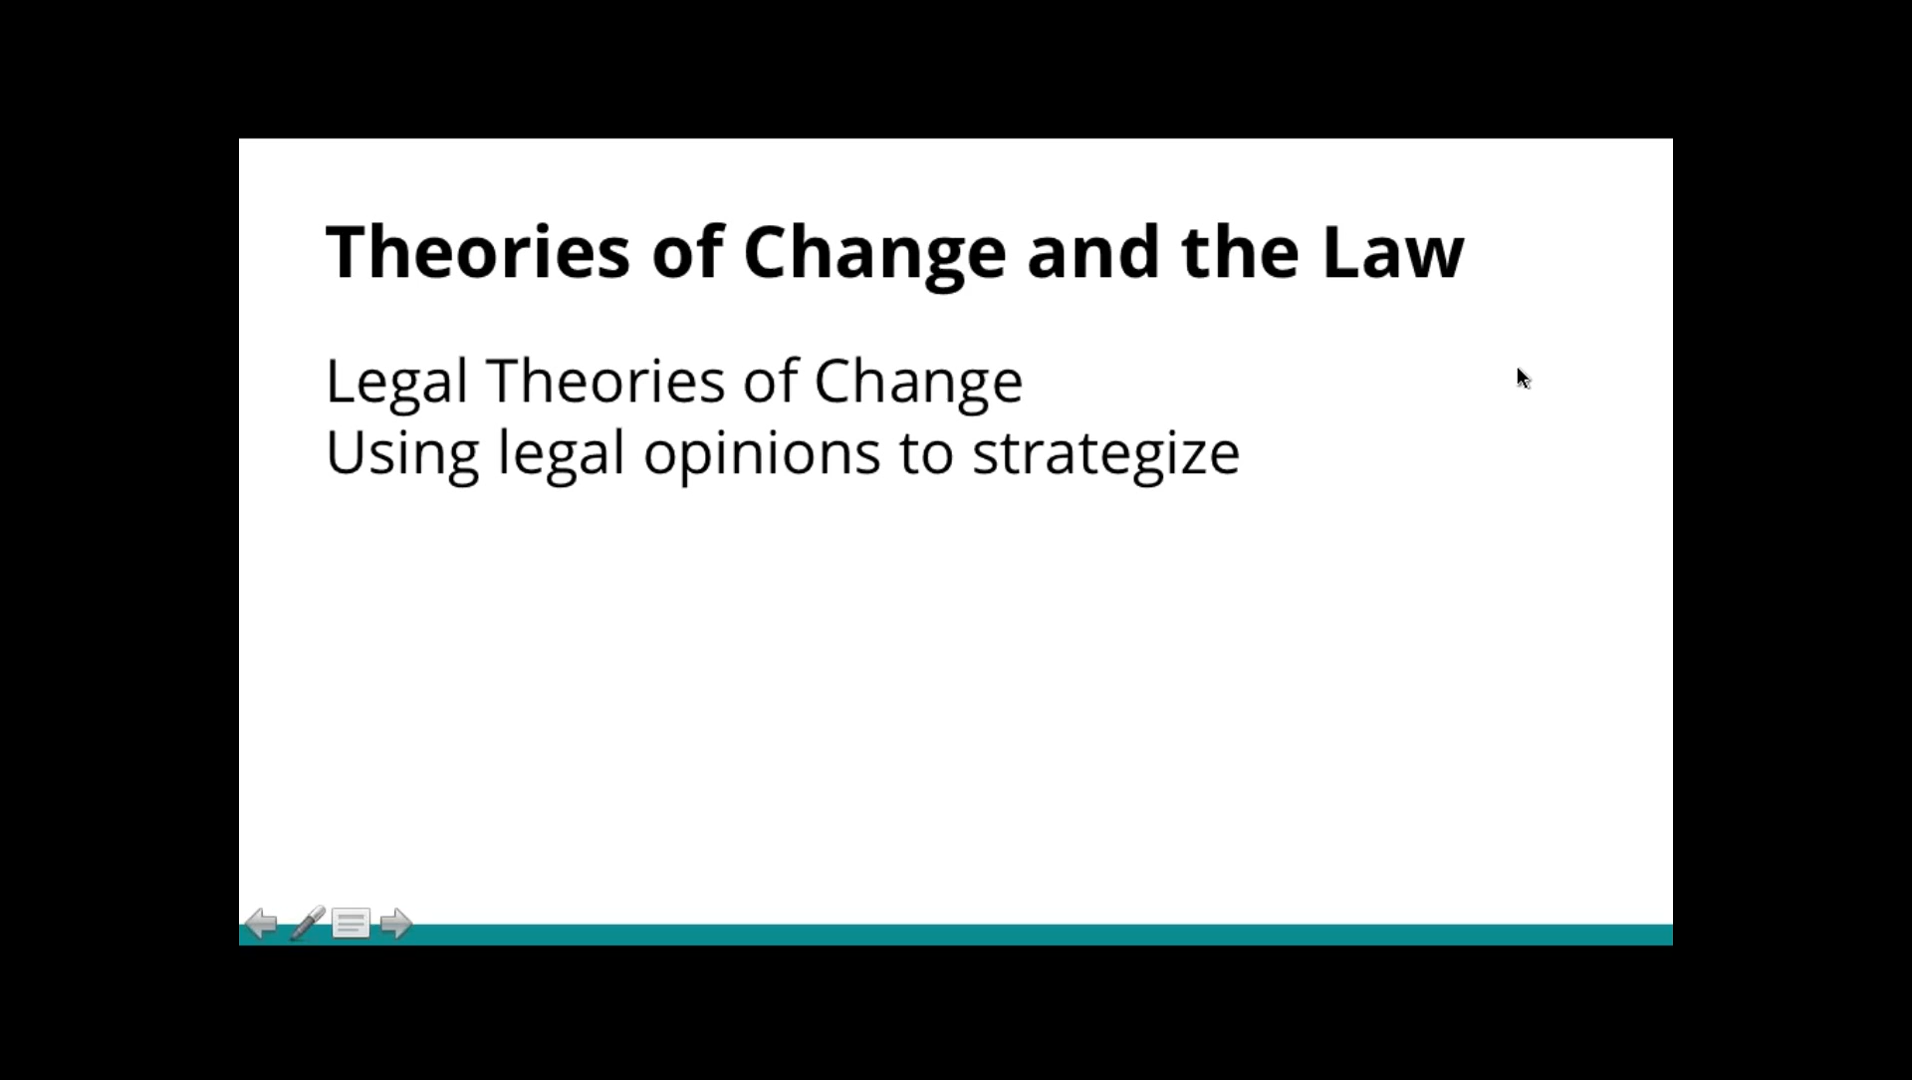 Theories of Change and the Law
Legal Theories of Change
Using legal opinions to strategize